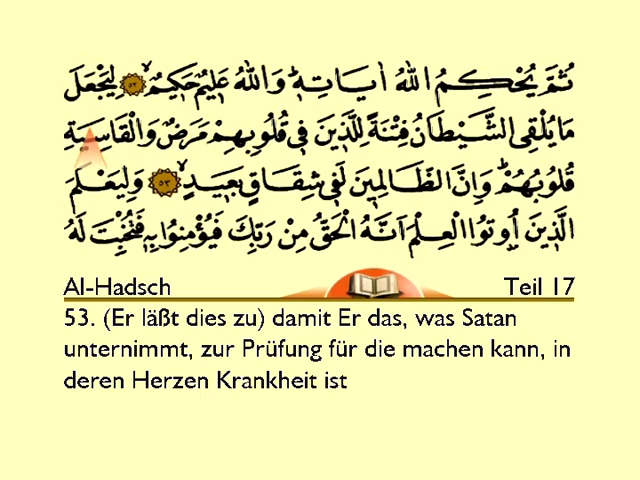 ثُمَّ يُحْكِمُ اللَّهُ اٰيَاتِهِ ۗ وَاللَّهُ عَلِيمٌ حَكِيمٌ ۙ ٥٢ لِيَجْعَلَ
مَا يُلْقِي الشَّيْطَانُ فِتْنَةً لِلَّذِينَ فِي قُلُوبِهِمْ مَرَضٌ وَالْقَاسِيَةِ
قُلُوبُهُمْ ۗ وَإِنَّ الظَّالِمِينَ لَفِي شِقَاقٍ بَعِيدٍ ۙ ٥٣ وَلِيَعْلَمَ
الَّذِينَ أُوتُوا الْعِلْمَ أَنَّهُ الْحَقُّ مِنْ رَبِّكَ فَيُؤْمِنُوا بِهِ فَتُخْبِتَ لَهُ
Al-Hadsch Teil 17
53. (Er läßt dies zu) damit Er das, was Satan
unternimmt, zur Prüfung für die machen kann, in
deren Herzen Krankheit ist